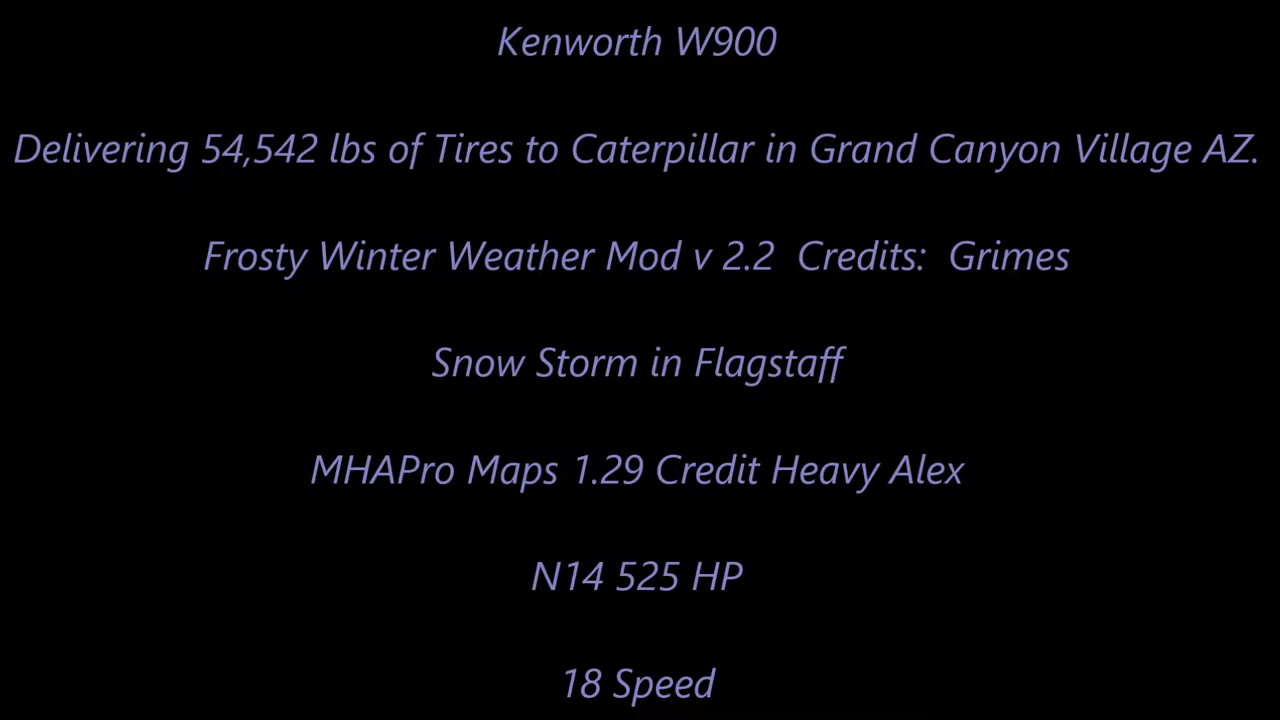 Kenworth W900
Delivering 54,542 lbs of Tires to Caterpillar in Grand Canyon Village AZ.
Frosty Winter Weather Mod v 2.2  Credits:  Grimes
Snow Storm in Flagstaff
MHAPro Maps 1.29 Credit Heavy Alex
N14 525 HP
18 Speed